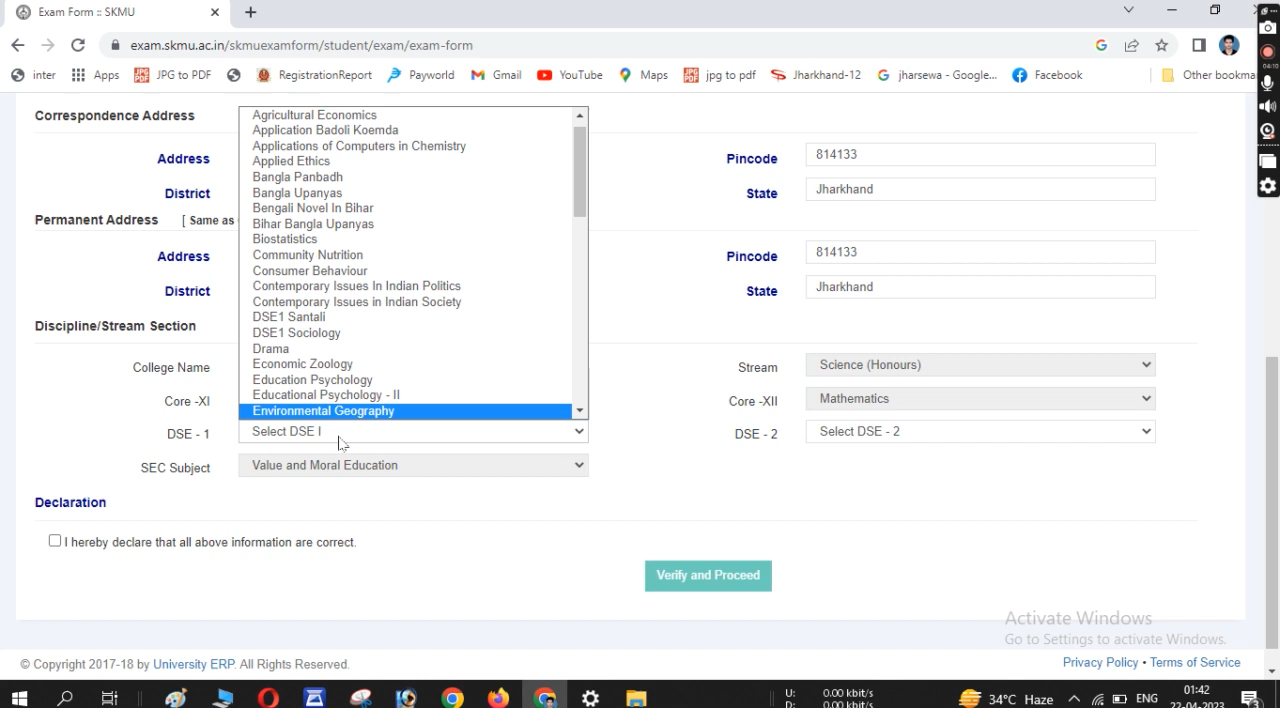 Exam Form :: SKMU
exam.skmu.ac.in/skmuexamform/student/exam/exam-form
inter Apps JPG to PDF RegistrationReport Payworld Gmail YouTube Maps jpg to pdf Jharkhand-12 jharsewa - Google... Facebook Other bookma
04:10
Correspondence Address
Address
Pincode 814133
District
State Jharkhand
Permanent Address [ Same as
Address
Pincode 814133
District
State Jharkhand
Agricultural Economics
Application Badoli Koemda
Applications of Computers in Chemistry
Applied Ethics
Bangla Panbadh
Bangla Upanyas
Bengali Novel In Bihar
Bihar Bangla Upanyas
Biostatistics
Community Nutrition
Consumer Behaviour
Contemporary Issues In Indian Politics
Contemporary Issues in Indian Society
DSE1 Santali
DSE1 Sociology
Drama
Economic Zoology
Education Psychology
Educational Psychology - II
Environmental Geography
Discipline/Stream Section
College Name
Stream Science (Honours)
Core -XI
Core -XII Mathematics
DSE - 1 Select DSE I
DSE - 2 Select DSE - 2
SEC Subject Value and Moral Education
Declaration
I hereby declare that all above information are correct.
Verify and Proceed
Activate Windows
Go to Settings to activate Windows.
© Copyright 2017-18 by University ERP. All Rights Reserved.
Privacy Policy • Terms of Service
U: 0.00 kbit/s
D: 0.00 kbit/s
34°C Haze
ENG
01:42
22-04-2023
3